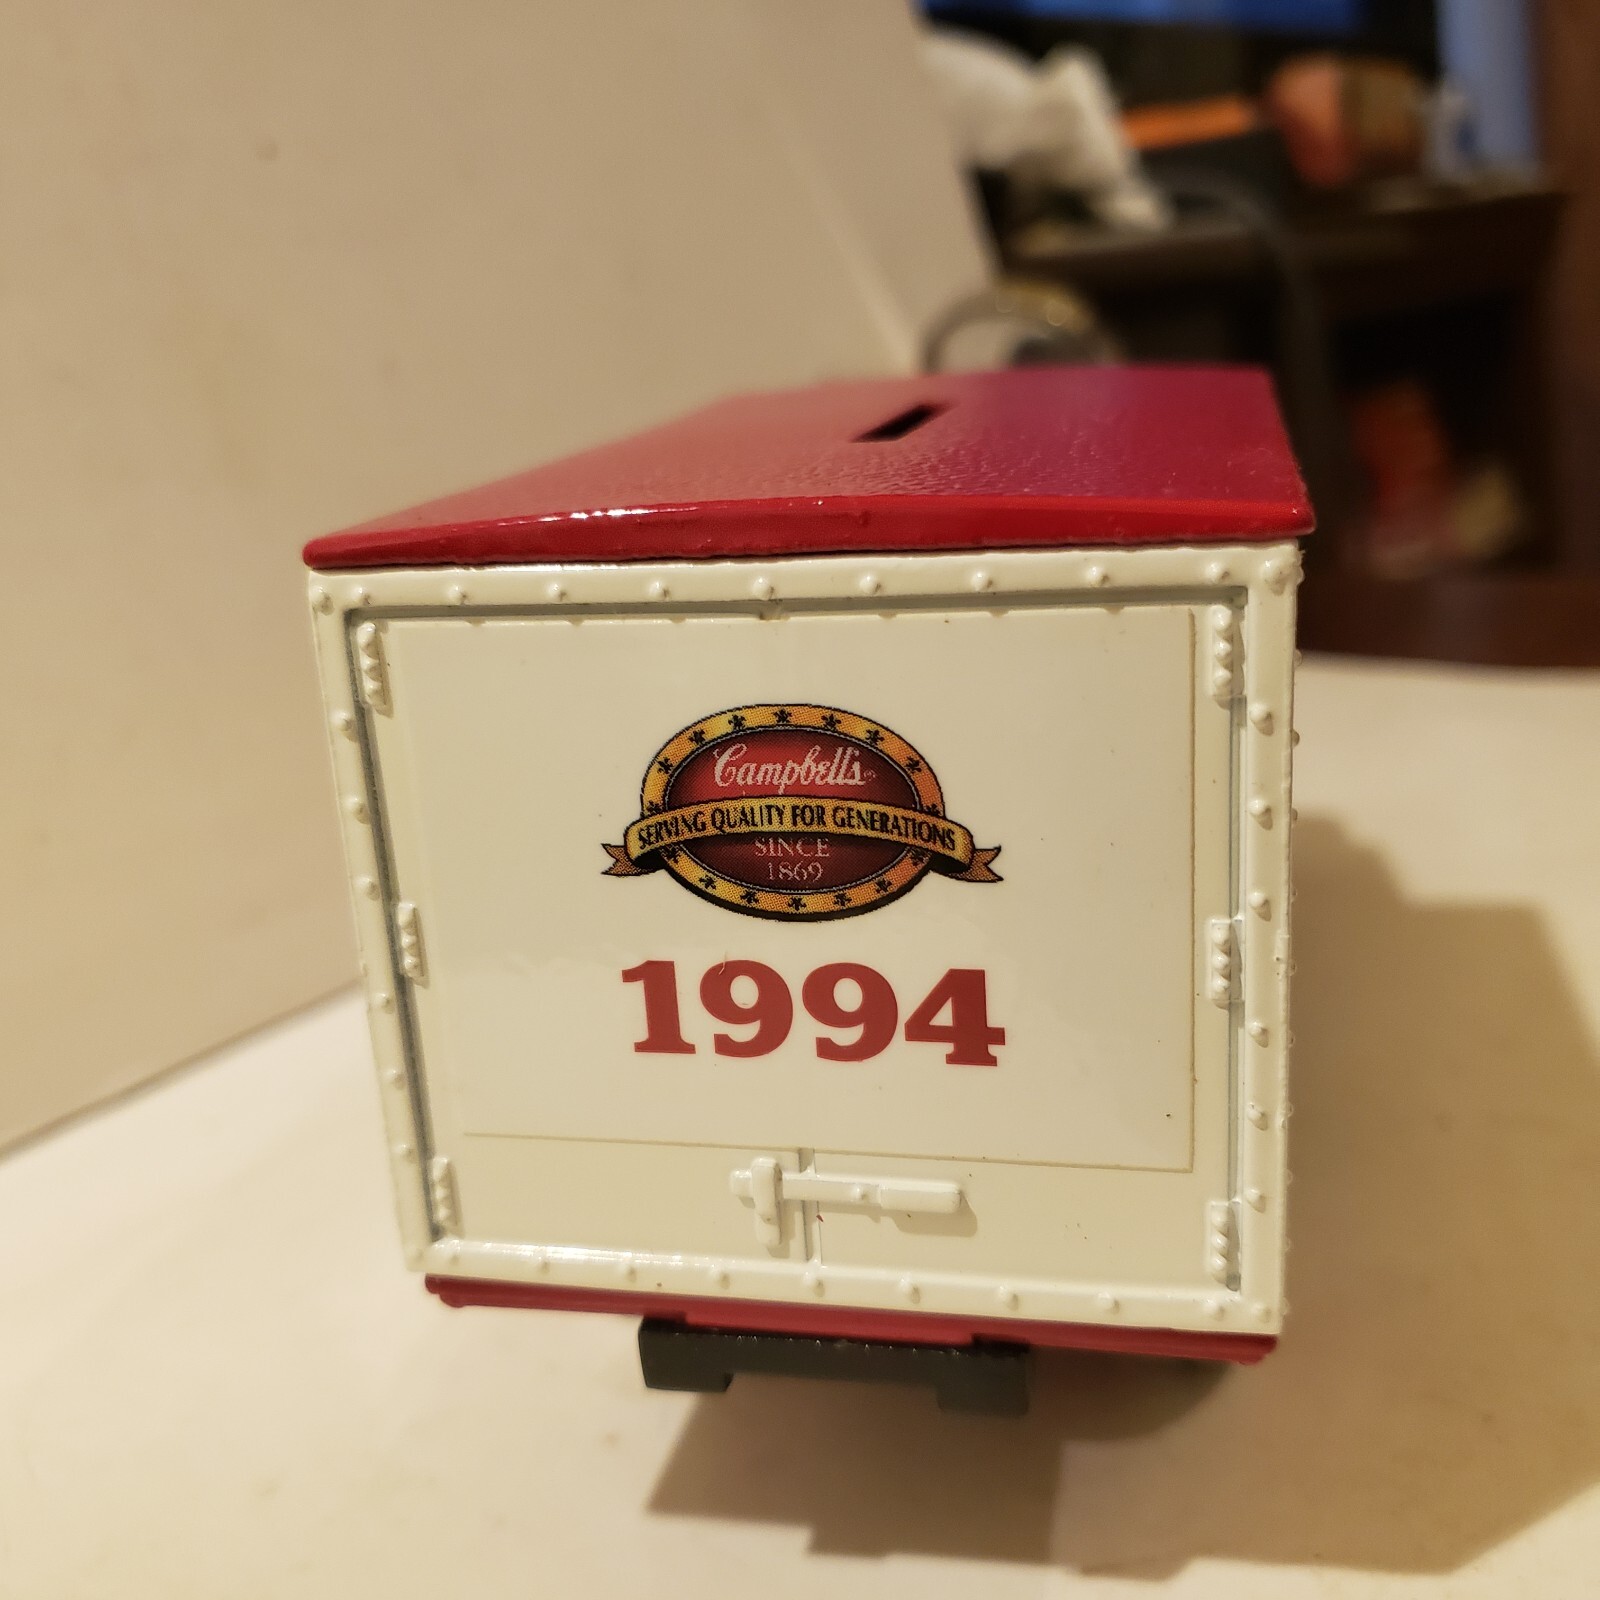 Campbell's
SERVING QUALITY FOR GENERATIONS
SINCE
1869
1994